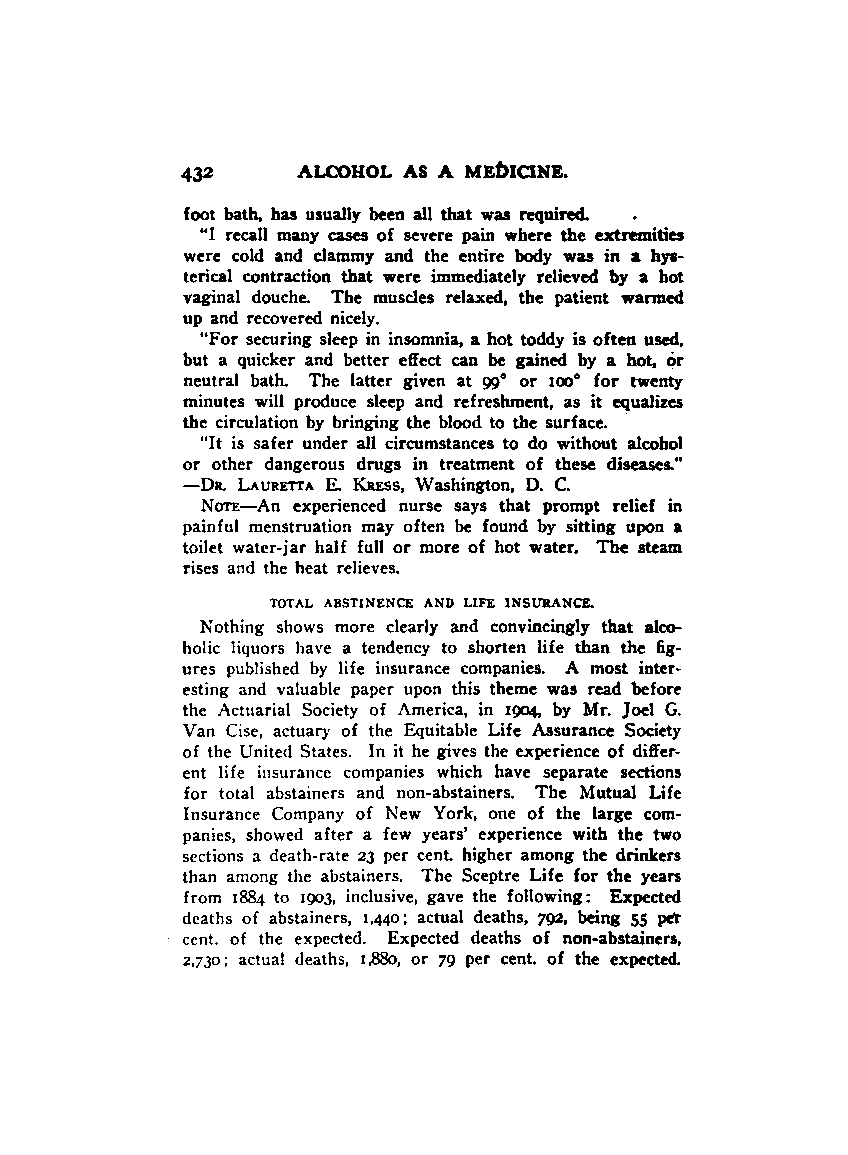 432 ALCOHOL AS A MEDICINE.
foot bath, has usually been all that was required.
"I recall many cases of severe pain where the extremities
were cold and clammy and the entire body was in a hys-
terical contraction that were immediately relieved by a hot
vaginal douche. The muscles relaxed, the patient warmed
up and recovered nicely.
"For securing sleep in insomnia, a hot toddy is often used,
but a quicker and better effect can be gained by a hot, or
neutral bath. The latter given at 99° or 100° for twenty
minutes will produce sleep and refreshment, as it equalizes
the circulation by bringing the blood to the surface.
"It is safer under all circumstances to do without alcohol
or other dangerous drugs in treatment of these diseases."
—DR. LAURETTA E. KRESS, Washington, D. C.
NOTE—An experienced nurse says that prompt relief in
painful menstruation may often be found by sitting upon a
toilet water-jar half full or more of hot water. The steam
rises and the heat relieves.
TOTAL ABSTINENCE AND LIFE INSURANCE.
Nothing shows more clearly and convincingly that alco-
holic liquors have a tendency to shorten life than the fig-
ures published by life insurance companies. A most inter-
esting and valuable paper upon this theme was read before
the Actuarial Society of America, in 1904, by Mr. Joel G.
Van Cise, actuary of the Equitable Life Assurance Society
of the United States. In it he gives the experience of differ-
ent life insurance companies which have separate sections
for total abstainers and non-abstainers. The Mutual Life
Insurance Company of New York, one of the large com-
panies, showed after a few years' experience with the two
sections a death-rate 23 per cent. higher among the drinkers
than among the abstainers. The Sceptre Life for the years
from 1884 to 1903, inclusive, gave the following: Expected
deaths of abstainers, 1,440; actual deaths, 792, being 55 per
cent. of the expected. Expected deaths of non-abstainers,
2,730; actual deaths, 1,880, or 79 per cent. of the expected.